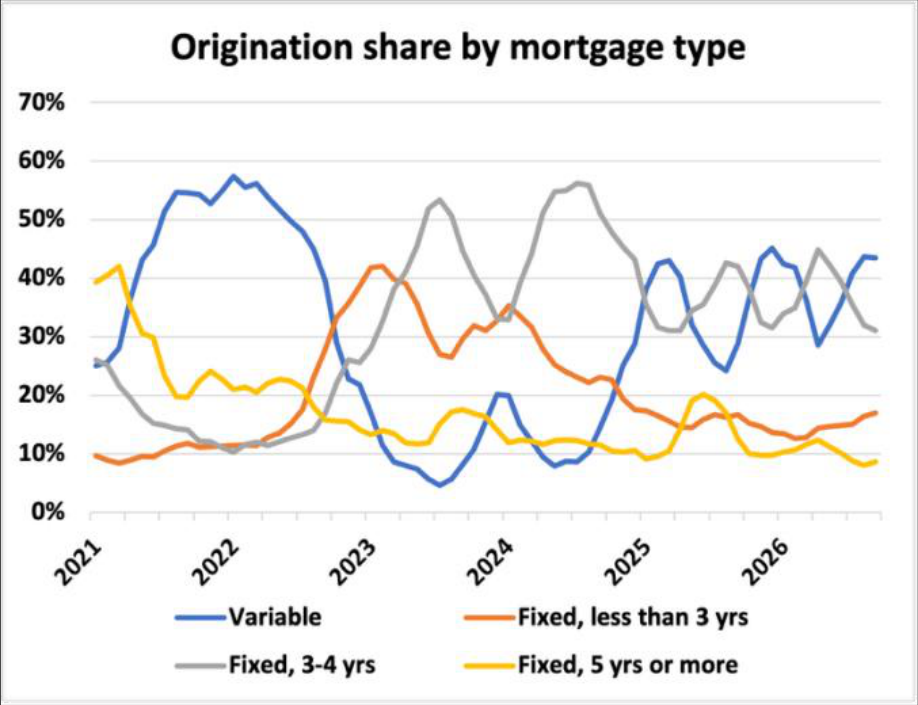 Origination share by mortgage type
70%
60%
50%
40%
30%
20%
10%
0%
2021 2022 2023 2024 2025 2026
Variable Fixed, less than 3 yrs
Fixed, 3-4 yrs Fixed, 5 yrs or more